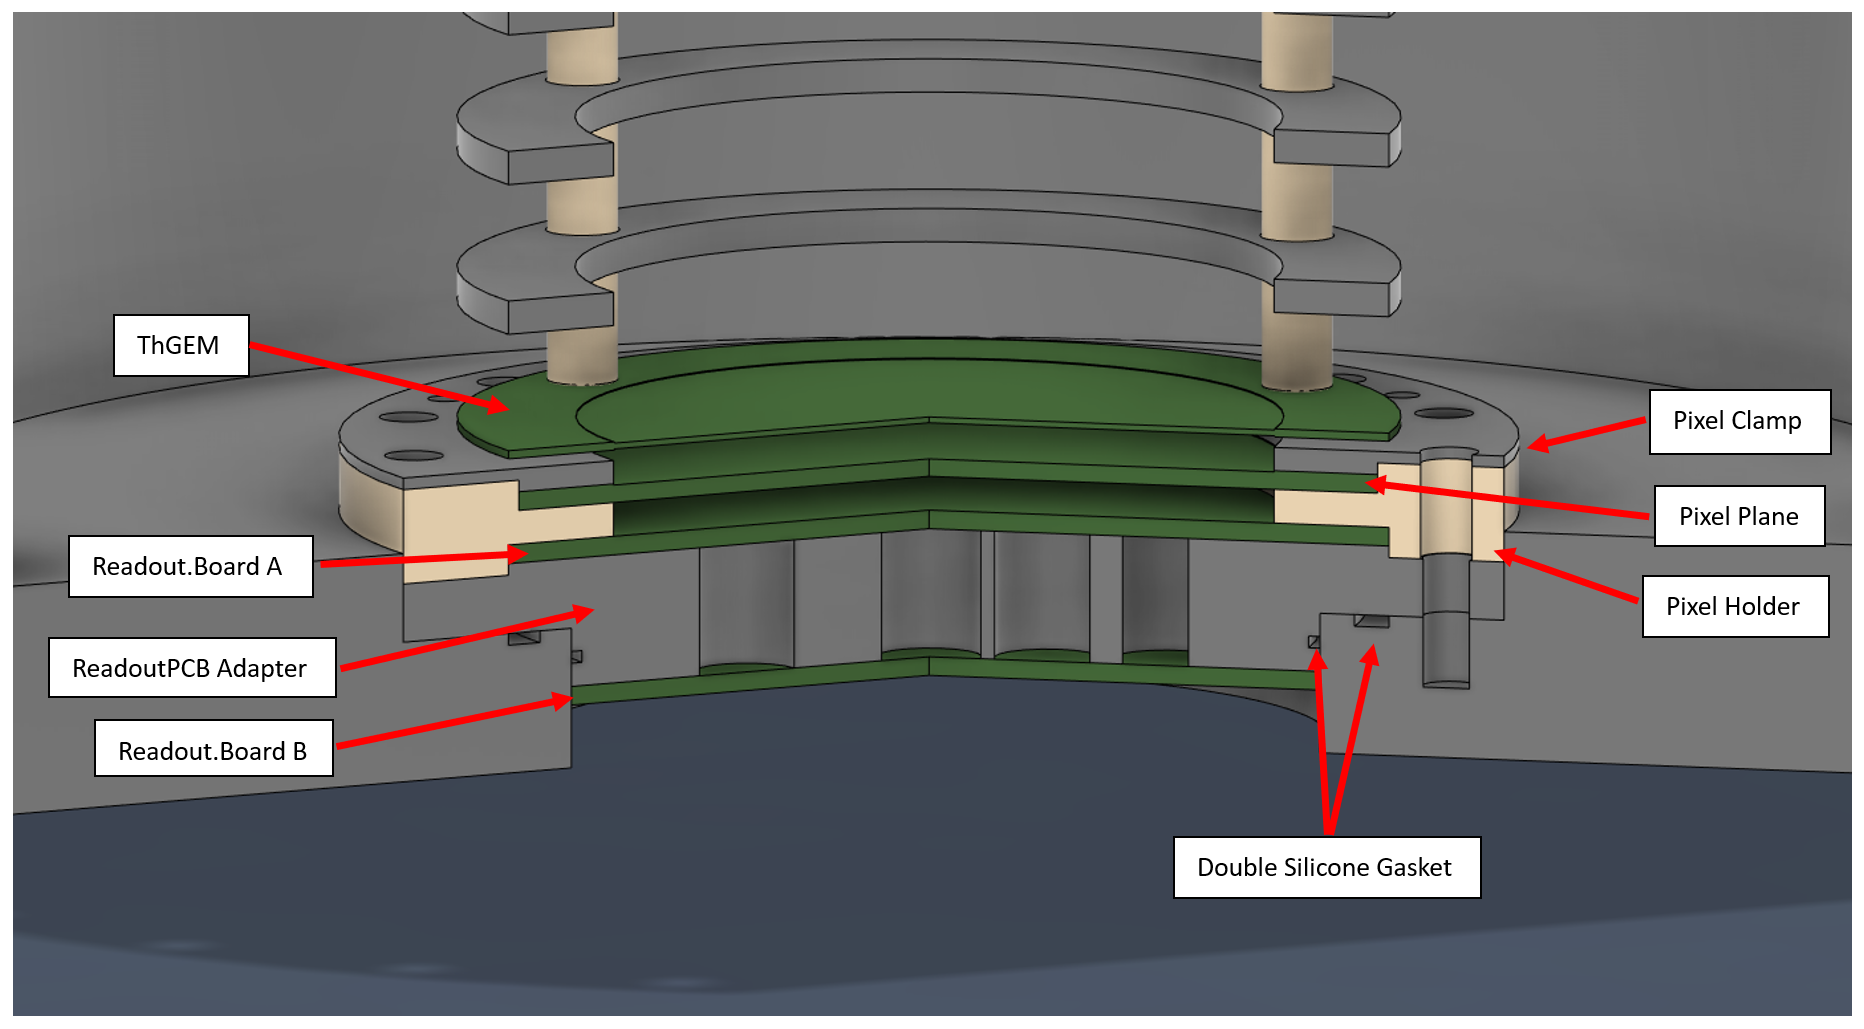 ThGEM
Pixel Clamp
Pixel Plane
Readout.Board A
Pixel Holder
ReadoutPCB Adapter
Readout.Board B
Double Silicone Gasket